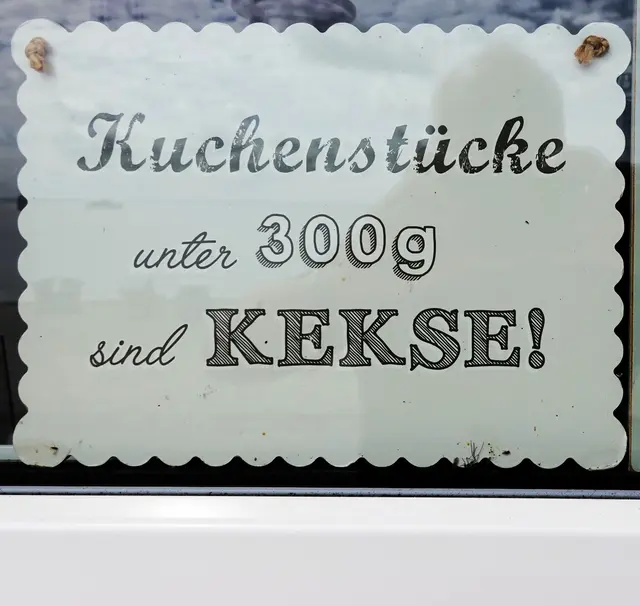 Kuchenstücke
unter 300g
sind KEKSE!